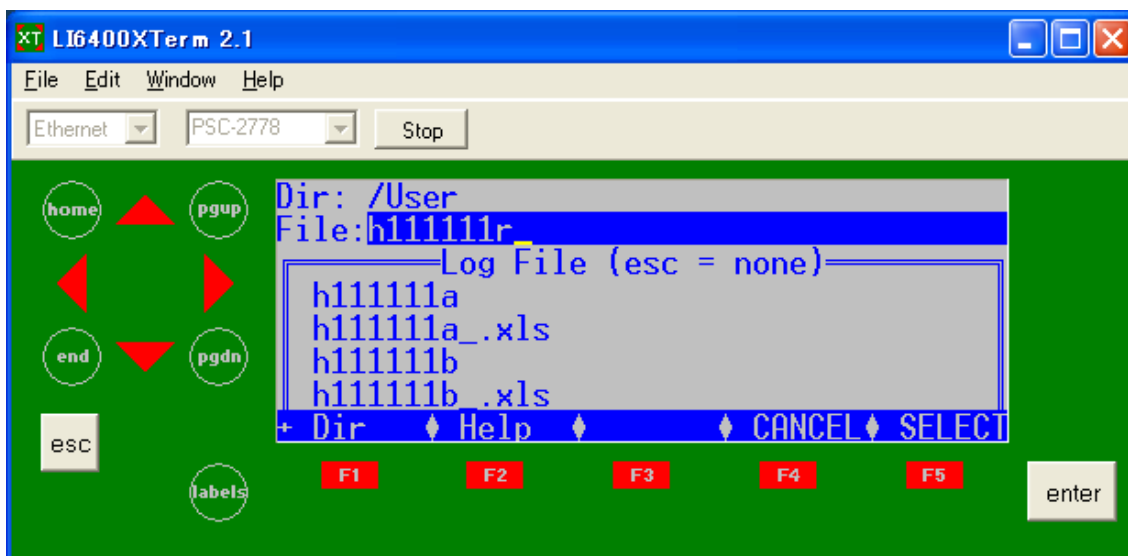 XT LI6400XTerm 2.1
File Edit Window Help
Ethernet PSC-2778 Stop
home pgup
Dir: /User
File:h111111r_
Log File (esc = none)
h111111a
h111111a_.xls
h111111b
h111111b_.xls
end pgdn
+ Dir Help CANCEL SELECT
esc
F1 F2 F3 F4 F5
labels
enter